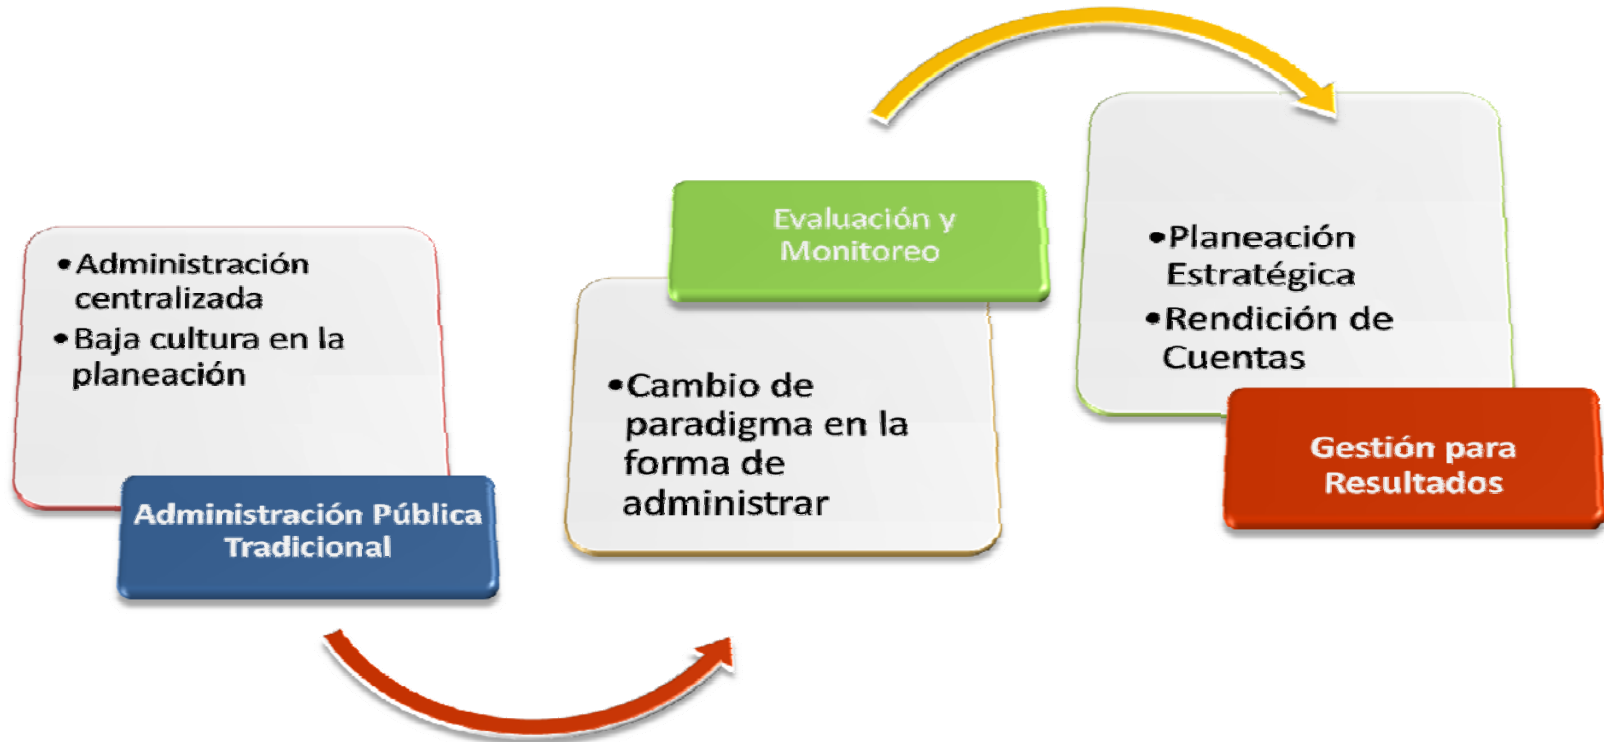 •Administración
centralizada
•Baja cultura en la
planeación
Administración Pública
Tradicional
Evaluación y
Monitoreo
•Cambio de
paradigma en la
forma de
administrar
•Planeación
Estratégica
•Rendición de
Cuentas
Gestión para
Resultados